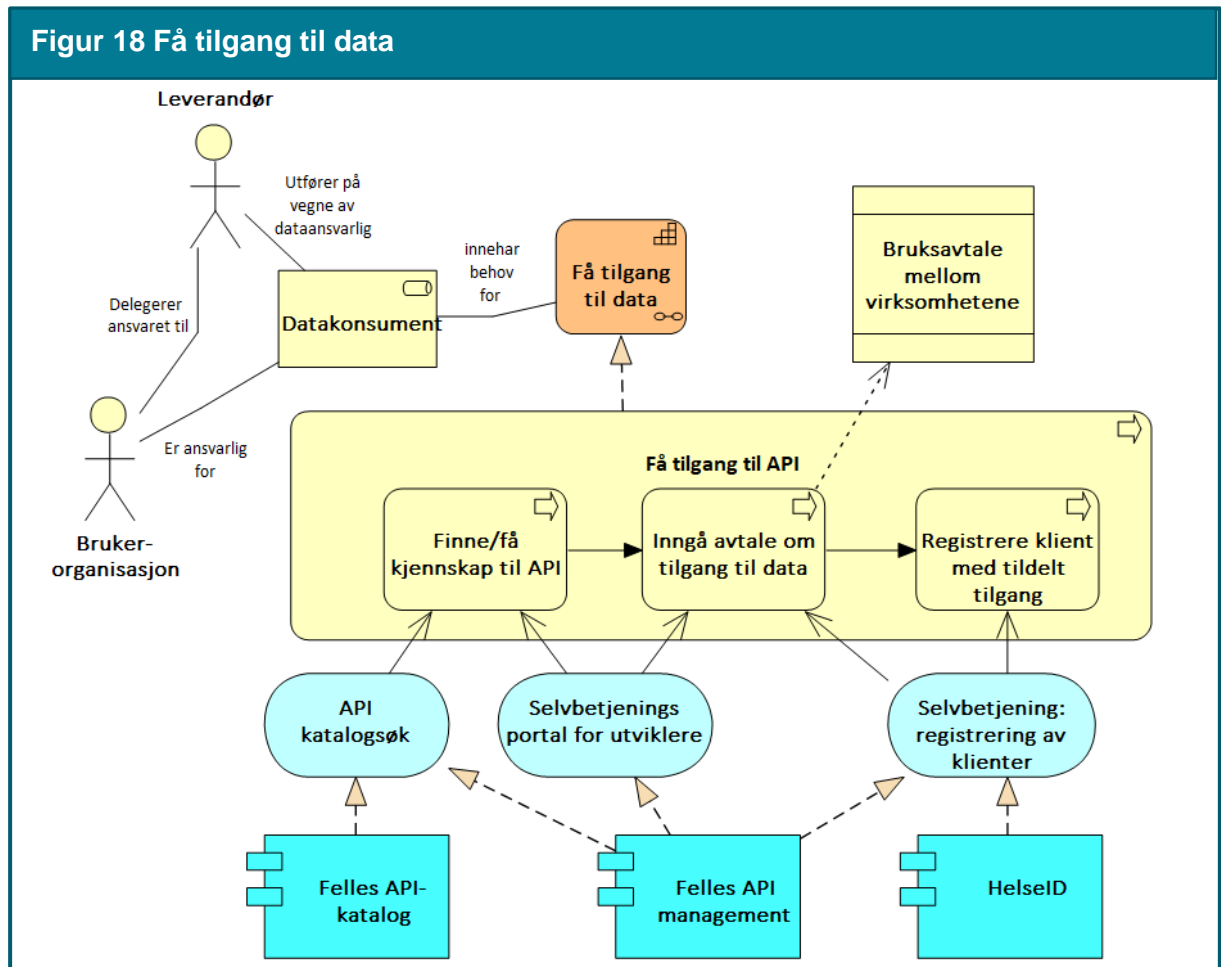 Figur 18 Få tilgang til data
Leverandør
Utfører på
vegne av
dataansvarlig
innehar
behov
for
Få tilgang
til data
Bruksavtale
mellom
virksomhetene
Delegerer
ansvaret til
Datakonsument
Er ansvarlig
for
Bruker-
organisasjon
Få tilgang til API
Finne/få
kjennskap til API
Inngå avtale om
tilgang til data
Registrere klient
med tildelt
tilgang
API
katalogsøk
Selvbetjenings
portal for utviklere
Selvbetjening:
registrering av
klienter
Felles API-
katalog
Felles API
management
HelseID